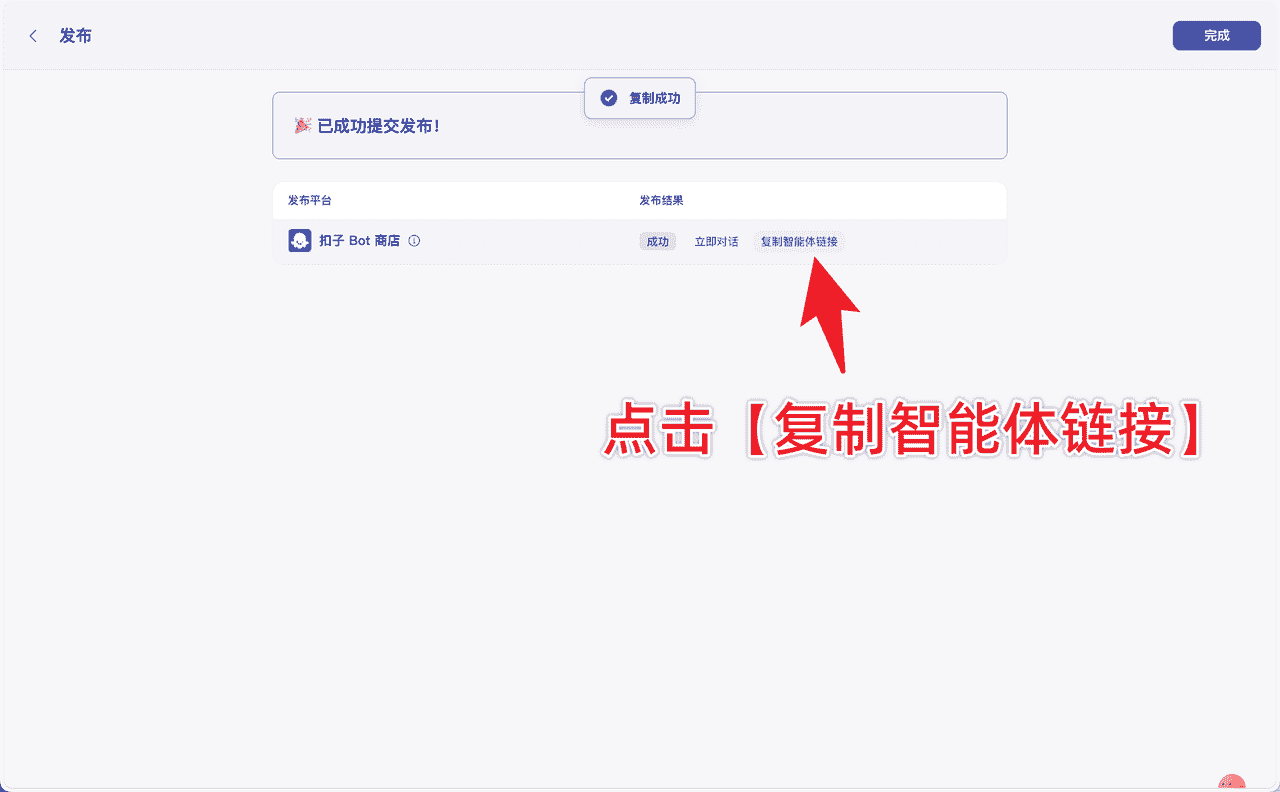 发布
完成
复制成功
🎉 已成功提交发布！
发布平台
发布结果
扣子 Bot 商店
成功
立即对话
复制智能体链接
点击【复制智能体链接】